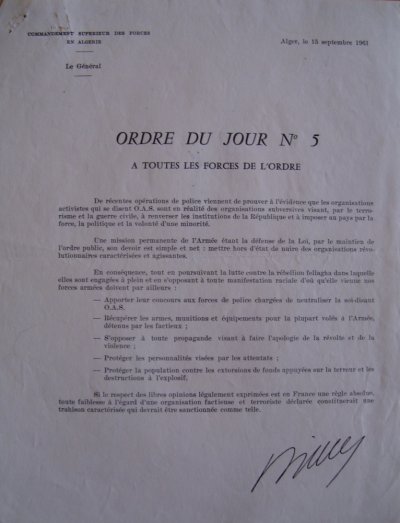 COMMANDEMENT SUPERIEUR DES FORCES
EN ALGERIE
Le Général
Alger, le 15 septembre 1961
ORDRE DU JOUR N° 5
A TOUTES LES FORCES DE L'ORDRE
De récentes opérations de police viennent de prouver à l'évidence que les organisations
activistes qui se disent O.A.S. sont en réalité des organisations subversives visant, par le terro-
risme et la guerre civile, à renverser les institutions de la République et à imposer au pays par la
force, la politique et la volonté d'une minorité.
Une mission permanente de l'Armée étant la défense de la Loi, par le maintien de
l'ordre public, son devoir est simple et net : mettre hors d'état de nuire des organisations révo-
lutionnaires caractérisées et agissantes.
En conséquence, tout en poursuivant la lutte contre la rébellion fellagha dans laquelle
elles sont engagées à plein et en s'opposant à toute manifestation raciale d'où qu'elle vienne nos
forces armées doivent par ailleurs :
— Apporter leur concours aux forces de police chargées de neutraliser la soi-disant
O.A.S.
— Récupérer les armes, munitions et équipements pour la plupart volés à l'Armée,
détenus par les factieux ;
— S'opposer à toute propagande visant à faire l'apologie de la révolte et de la
violence ;
— Protéger les personnalités visées par les attentats ;
— Protéger la population contre les extorsions de fonds appuyées sur la terreur et les
destructions à l'explosif.
Si le respect des libres opinions légalement exprimées est en France une règle absolue,
toute faiblesse à l'égard d'une organisation factieuse et terroriste déclarée constituerait une
trahison caractérisée qui devrait être sanctionnée comme telle.